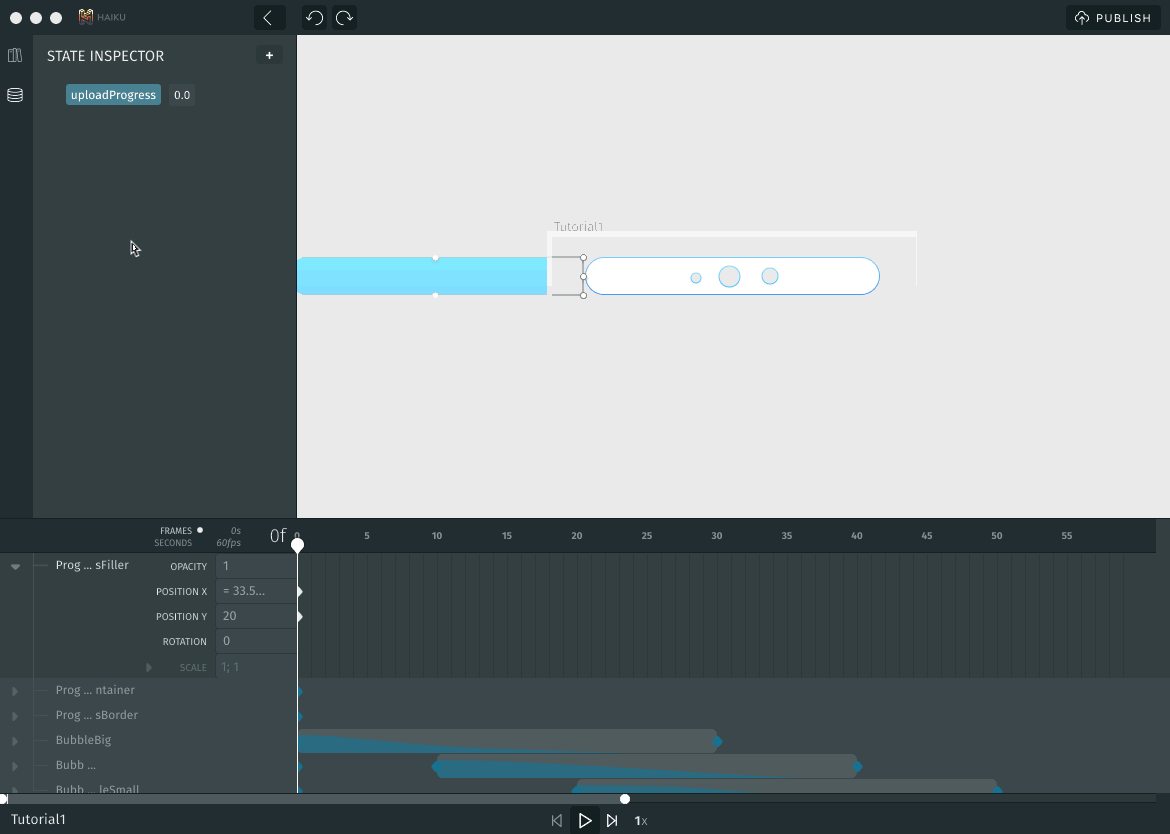 HAIKU
PUBLISH
STATE INSPECTOR
+
uploadProgress 0.0
Tutorial1
FRAMES 0s
SECONDS 60fps
0f
0 5 10 15 20 25 30 35 40 45 50 55
Prog ... sFiller OPACITY 1
POSITION X = 33.5...
POSITION Y 20
ROTATION 0
SCALE 1; 1
Prog ... ntainer
Prog ... sBorder
BubbleBig
Bubb ...
Bubb ... leSmall
Tutorial1 1x